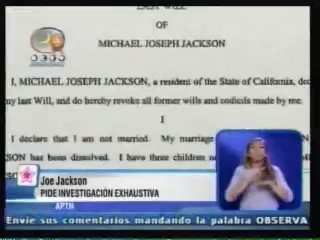 LAST WILL
OF
MICHAEL JOSEPH JACKSON
I, MICHAEL JOSEPH JACKSON, a resident of the State of California, dec
my last Will, and do hereby revoke all former wills and codicils made by me.
I
I declare that I am not married. My marriage
SON has been dissolved. I have three children
Joe Jackson
PIDE INVESTIGACIÓN EXHAUSTIVA
APTN
Envíe sus comentarios mandando la palabra OBSERVA